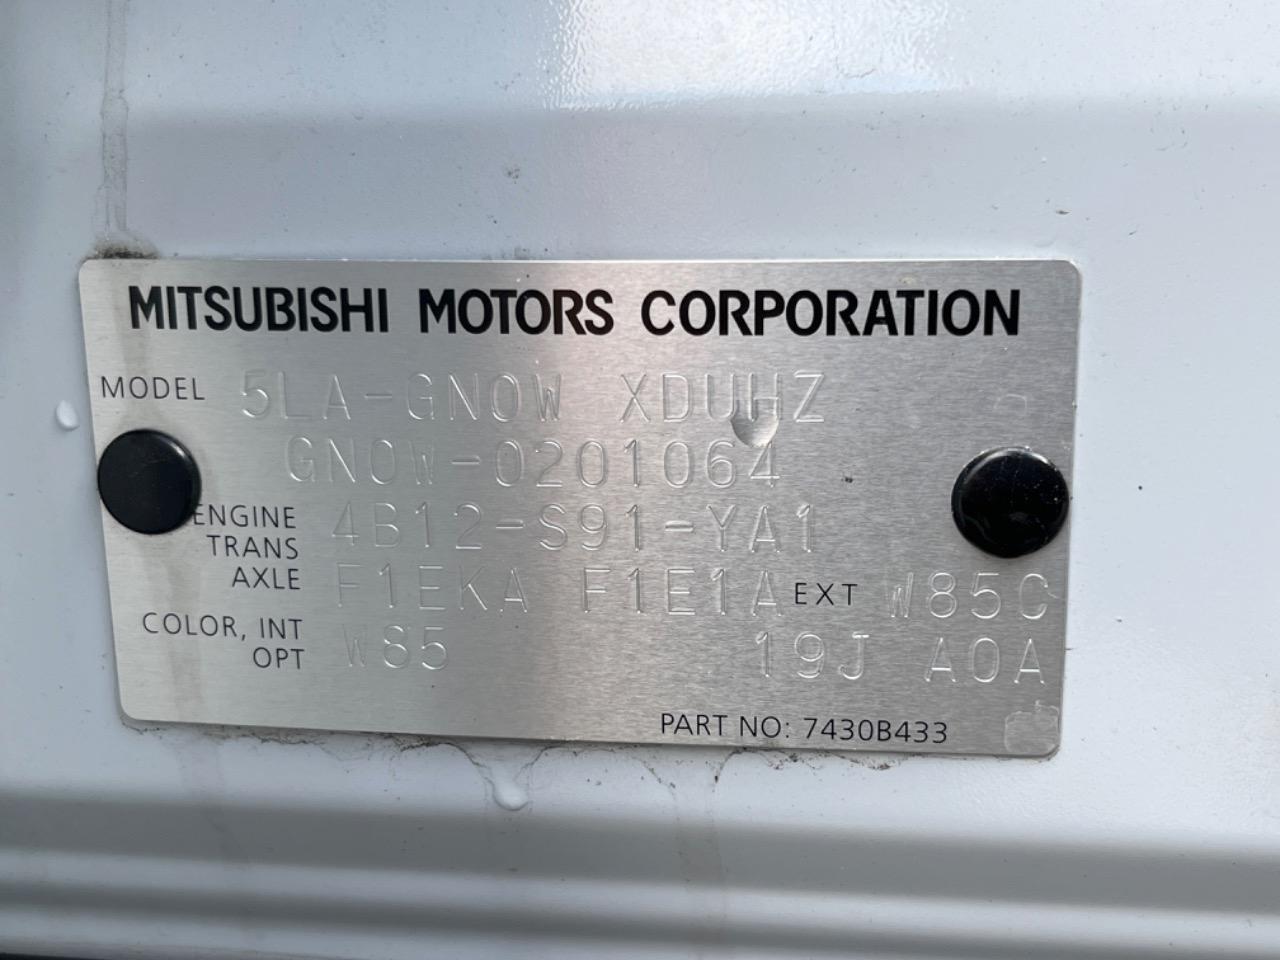 MITSUBISHI MOTORS CORPORATION
MODEL 5LA-GN0W XDUHZ
GN0W-0201064
ENGINE 4B12-S91-YA1
TRANS
AXLE F1EKA F1E1A EXT W85C
COLOR, INT
OPT W85 19J A0A
PART NO: 7430B433